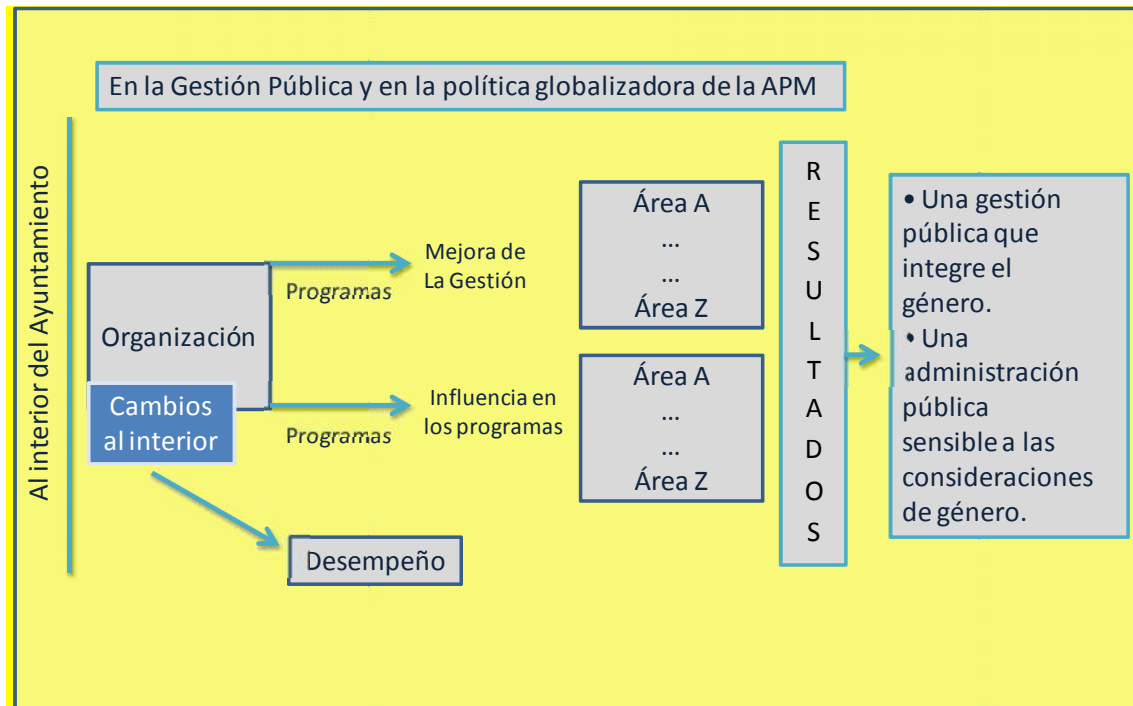 En la Gestión Pública y en la política globalizadora de la APM
Al interior del Ayuntamiento
Organización
Cambios
al interior
Programas
Mejora de
La Gestión
Programas
Influencia en
los programas
Desempeño
Área A
...
...
Área Z
Área A
...
...
Área Z
R
E
S
U
L
T
A
D
O
S
• Una gestión
pública que
integre el
género.
• Una
administración
pública
sensible a las
consideraciones
de género.